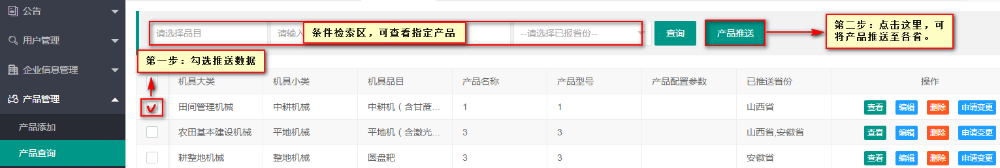 公告
用户管理
企业信息管理
产品管理
产品添加
产品查询
请选择品目
请输入
条件检索区，可查看指定产品
--请选择已报省份--
查询
产品推送
第二步：点击这里，可
将产品推送至各省。
第一步：勾选推送数据
机具大类 机具小类 机具品目 产品名称 产品型号 产品配置参数 已推送省份 操作
田间管理机械 中耕机械 中耕机（含甘蔗... 1 1 山西省 查看 编辑 删除 申请变更
农田基本建设机械 平地机械 平地机（含激光... 3 3 山西省,安徽省 查看 编辑 删除 申请变更
耕整地机械 整地机械 圆盘耙 3 3 安徽省 查看 编辑 删除 申请变更